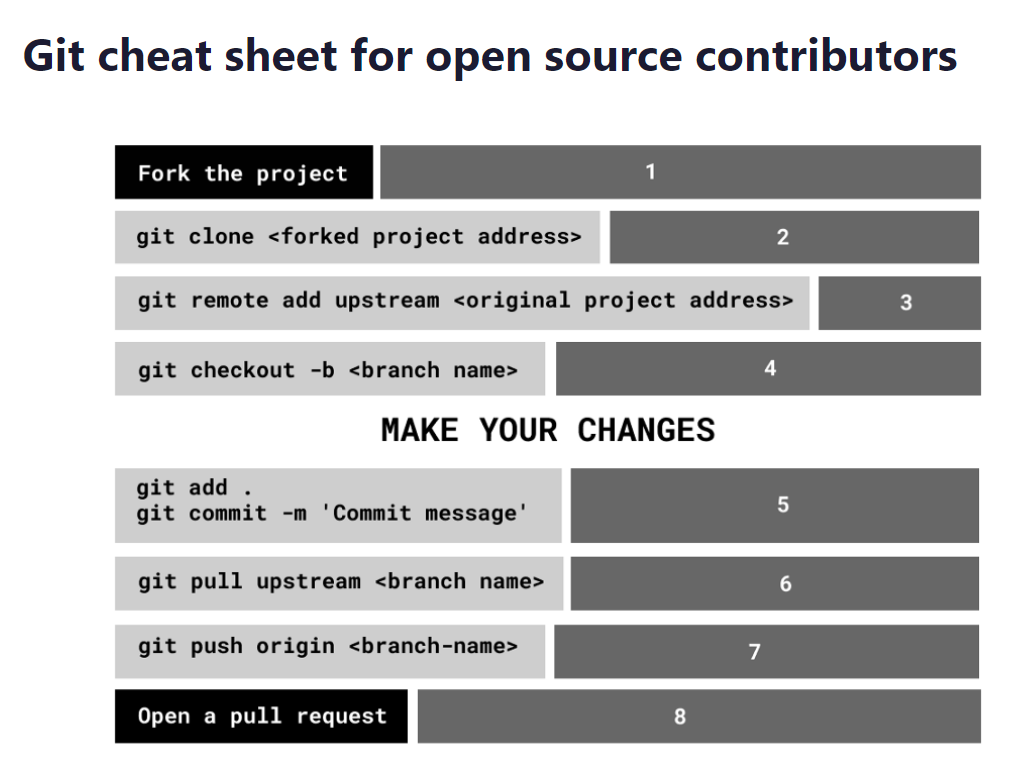 Git cheat sheet for open source contributors
Fork the project 1
git clone <forked project address> 2
git remote add upstream <original project address> 3
git checkout -b <branch name> 4
MAKE YOUR CHANGES
git add .
git commit -m 'Commit message' 5
git pull upstream <branch name> 6
git push origin <branch-name> 7
Open a pull request 8